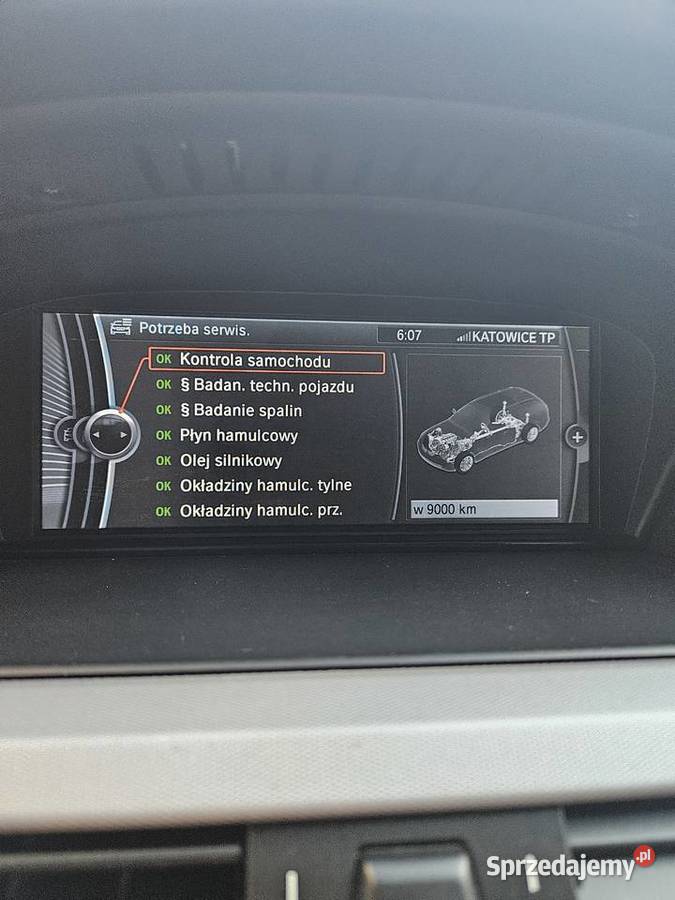 Potrzeba serwis.
6:07
KATOWICE TP
OK Kontrola samochodu
OK § Badan. techn. pojazdu
OK § Badanie spalin
OK Płyn hamulcowy
OK Olej silnikowy
OK Okładziny hamulc. tylne
OK Okładziny hamulc. prz.
w 9000 km
Sprzedajemy.pl